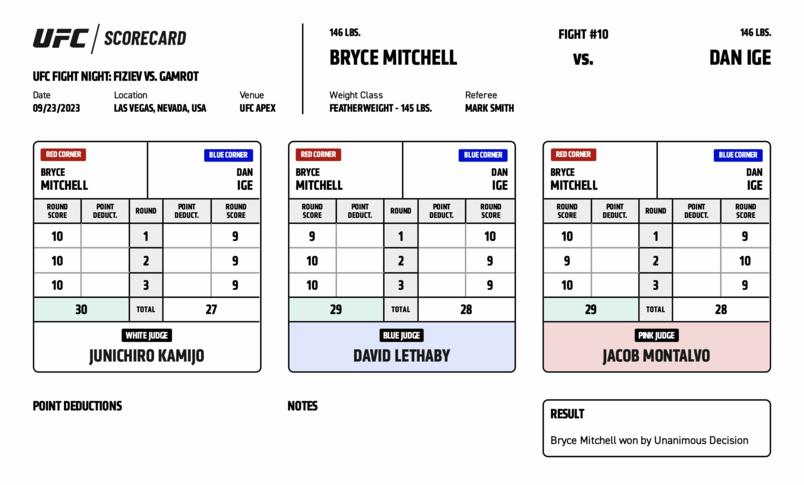 UFC SCORECARD
UFC FIGHT NIGHT: FIZIEV VS. GAMROT
Date Location Venue
09/23/2023 LAS VEGAS, NEVADA, USA UFC APEX
146 LBS. FIGHT #10 146 LBS.
BRYCE MITCHELL VS. DAN IGE
Weight Class Referee
FEATHERWEIGHT - 145 LBS. MARK SMITH
RED CORNER BLUE CORNER
BRYCE DAN
MITCHELL IGE
ROUND SCORE POINT DEDUCT. ROUND POINT DEDUCT. ROUND SCORE
10 1 9
10 2 9
10 3 9
30 TOTAL 27
WHITE JUDGE
JUNICHIRO KAMIJO
RED CORNER BLUE CORNER
BRYCE DAN
MITCHELL IGE
ROUND SCORE POINT DEDUCT. ROUND POINT DEDUCT. ROUND SCORE
9 1 10
10 2 9
10 3 9
29 TOTAL 28
BLUE JUDGE
DAVID LETHABY
RED CORNER BLUE CORNER
BRYCE DAN
MITCHELL IGE
ROUND SCORE POINT DEDUCT. ROUND POINT DEDUCT. ROUND SCORE
10 1 9
9 2 10
10 3 9
29 TOTAL 28
PINK JUDGE
JACOB MONTALVO
POINT DEDUCTIONS
NOTES
RESULT
Bryce Mitchell won by Unanimous Decision